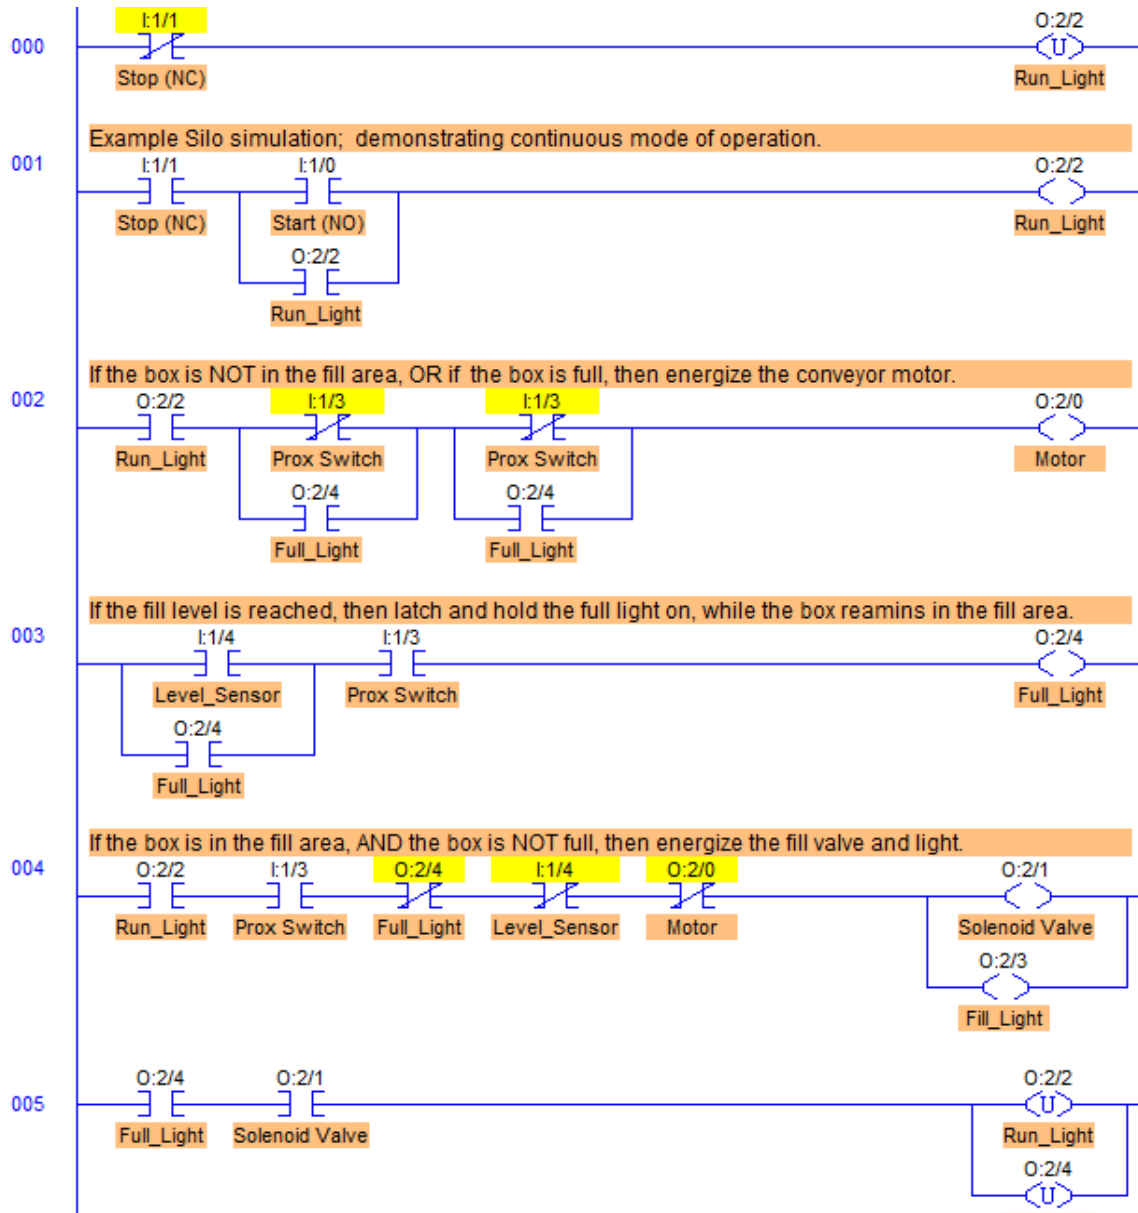 I:1/1 O:2/2
000 U
Stop (NC) Run_Light
Example Silo simulation; demonstrating continuous mode of operation.
001 I:1/1 I:1/0 O:2/2
Stop (NC) Start (NO) Run_Light
O:2/2
Run_Light
If the box is NOT in the fill area, OR if the box is full, then energize the conveyor motor.
002 O:2/2 I:1/3 I:1/3 O:2/0
Run_Light Prox Switch Prox Switch Motor
O:2/4 O:2/4
Full_Light Full_Light
If the fill level is reached, then latch and hold the full light on, while the box reamins in the fill area.
003 I:1/4 I:1/3 O:2/4
Level_Sensor Prox Switch Full_Light
O:2/4
Full_Light
If the box is in the fill area, AND the box is NOT full, then energize the fill valve and light.
004 O:2/2 I:1/3 O:2/4 I:1/4 O:2/0 O:2/1
Run_Light Prox Switch Full_Light Level_Sensor Motor Solenoid Valve
O:2/3
Fill_Light
O:2/4 O:2/1 O:2/2
005 U
Full_Light Solenoid Valve Run_Light
O:2/4
U